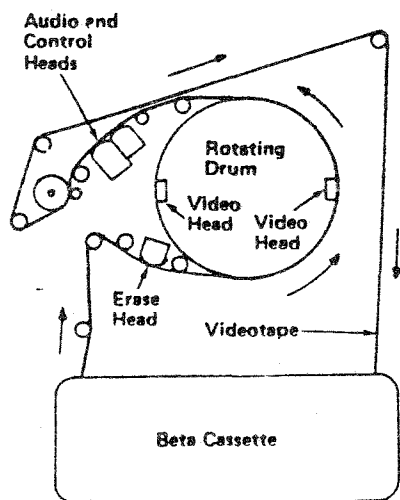 Audio and
Control
Heads
Rotating
Drum
Video
Head
Video
Head
Erase
Head
Videotape
Beta Cassette